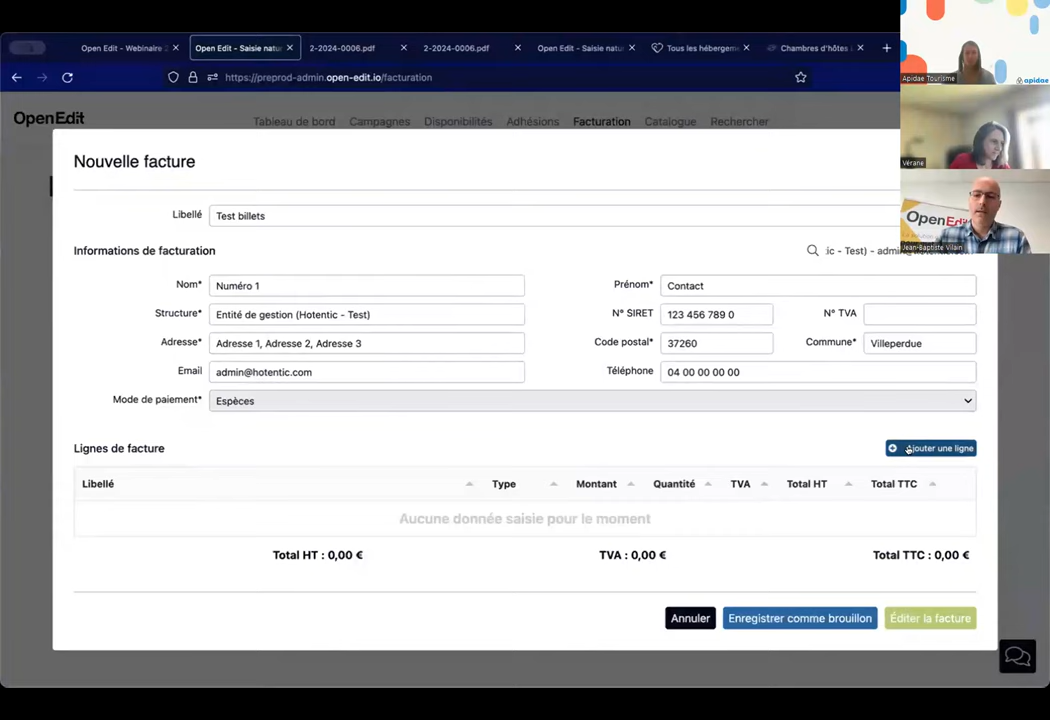 Open Edit - Webinaire
Open Edit - Saisie natu
2-2024-0006.pdf
2-2024-0006.pdf
Open Edit - Saisie natu
Tous les hébergeme
Chambres d'hôtes
https://preprod-admin.open-edit.io/facturation
OpenEdit
Tableau de bord
Campagnes
Disponibilités
Adhésions
Facturation
Catalogue
Rechercher
Apidae Tourisme
apidae
Vérane
OpenEdit
Jean-Baptiste Vilain
Nouvelle facture
Libellé
Test billets
Informations de facturation
ic - Test) -
Nom*
Numéro 1
Prénom*
Contact
Structure*
Entité de gestion (Hotentic - Test)
N° SIRET
123 456 789 0
N° TVA
Adresse*
Adresse 1, Adresse 2, Adresse 3
Code postal*
37260
Commune*
Villeperdue
Email
admin@hotentic.com
Téléphone
04 00 00 00 00
Mode de paiement*
Espèces
Lignes de facture
Ajouter une ligne
Libellé
Type
Montant
Quantité
TVA
Total HT
Total TTC
Aucune donnée saisie pour le moment
Total HT : 0,00 €
TVA : 0,00 €
Total TTC : 0,00 €
Annuler
Enregistrer comme brouillon
Éditer la facture